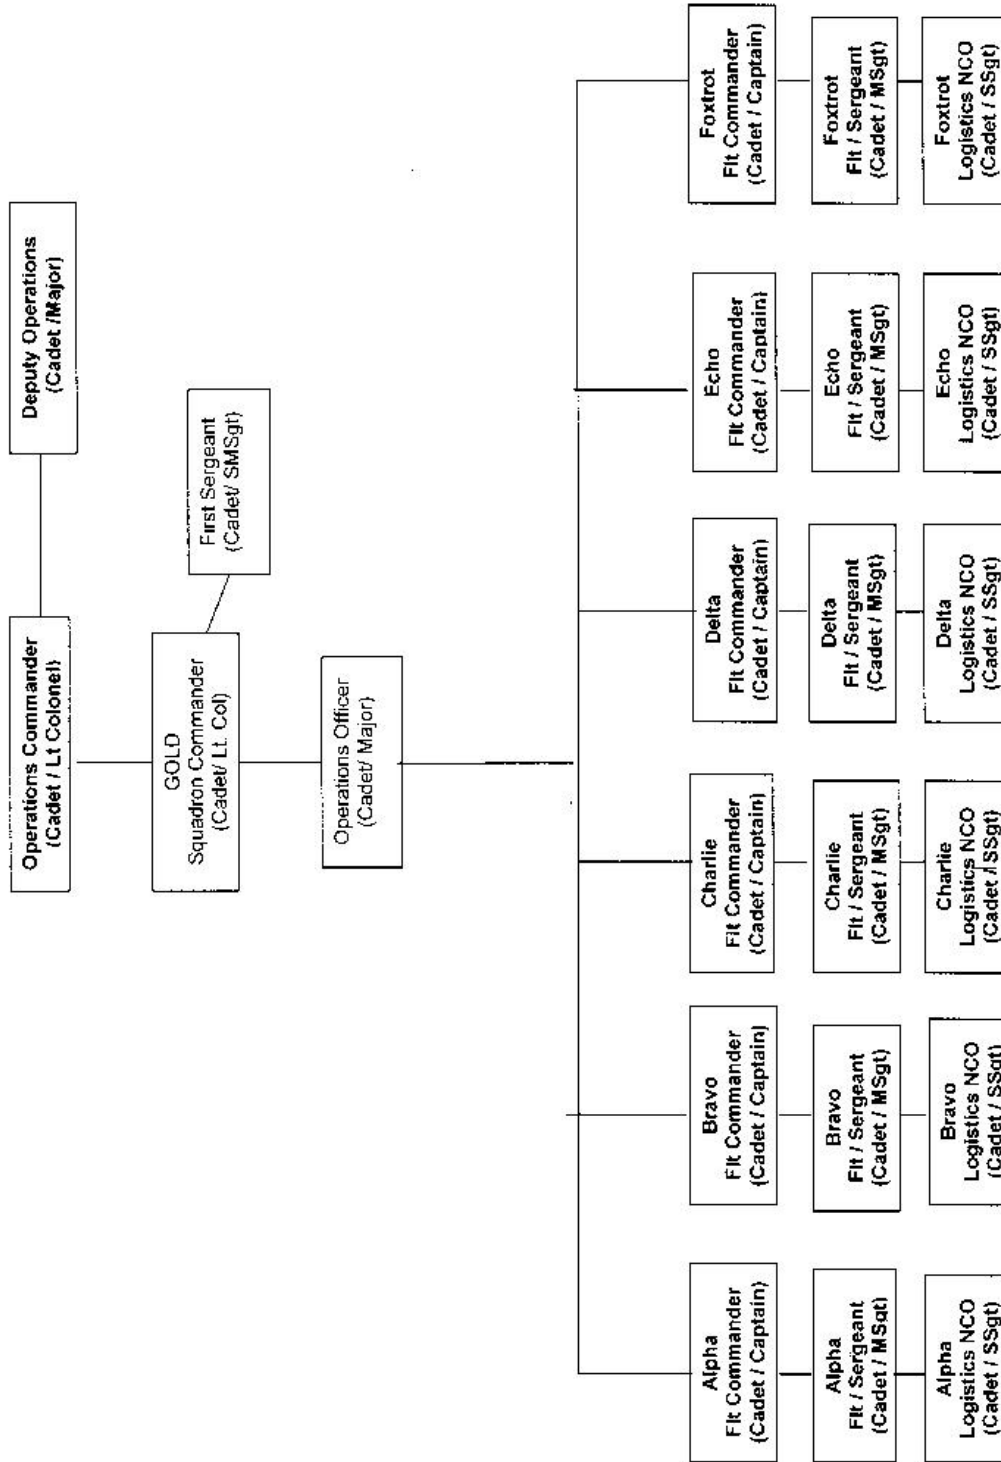 Operations Commander
(Cadet / Lt Colonel)
Deputy Operations
(Cadet /Major)
GOLD
Squadron Commander
(Cadet/ Lt. Col)
First Sergeant
(Cadet/ SMSgt)
Operations Officer
(Cadet/ Major)
Alpha
Flt Commander
(Cadet / Captain)
Bravo
Flt Commander
(Cadet / Captain)
Charlie
Flt Commander
(Cadet / Captain)
Delta
Flt Commander
(Cadet / Captain)
Echo
Flt Commander
(Cadet / Captain)
Foxtrot
Flt Commander
(Cadet / Captain)
Alpha
Flt / Sergeant
(Cadet / MSgt)
Bravo
Flt / Sergeant
(Cadet / MSgt)
Charlie
Flt / Sergeant
(Cadet / MSgt)
Delta
Flt / Sergeant
(Cadet / MSgt)
Echo
Flt / Sergeant
(Cadet / MSgt)
Foxtrot
Flt / Sergeant
(Cadet / MSgt)
Alpha
Logistics NCO
(Cadet / SSgt)
Bravo
Logistics NCO
(Cadet / SSgt)
Charlie
Logistics NCO
(Cadet / SSgt)
Delta
Logistics NCO
(Cadet / SSgt)
Echo
Logistics NCO
(Cadet / SSgt)
Foxtrot
Logistics NCO
(Cadet / SSgt)